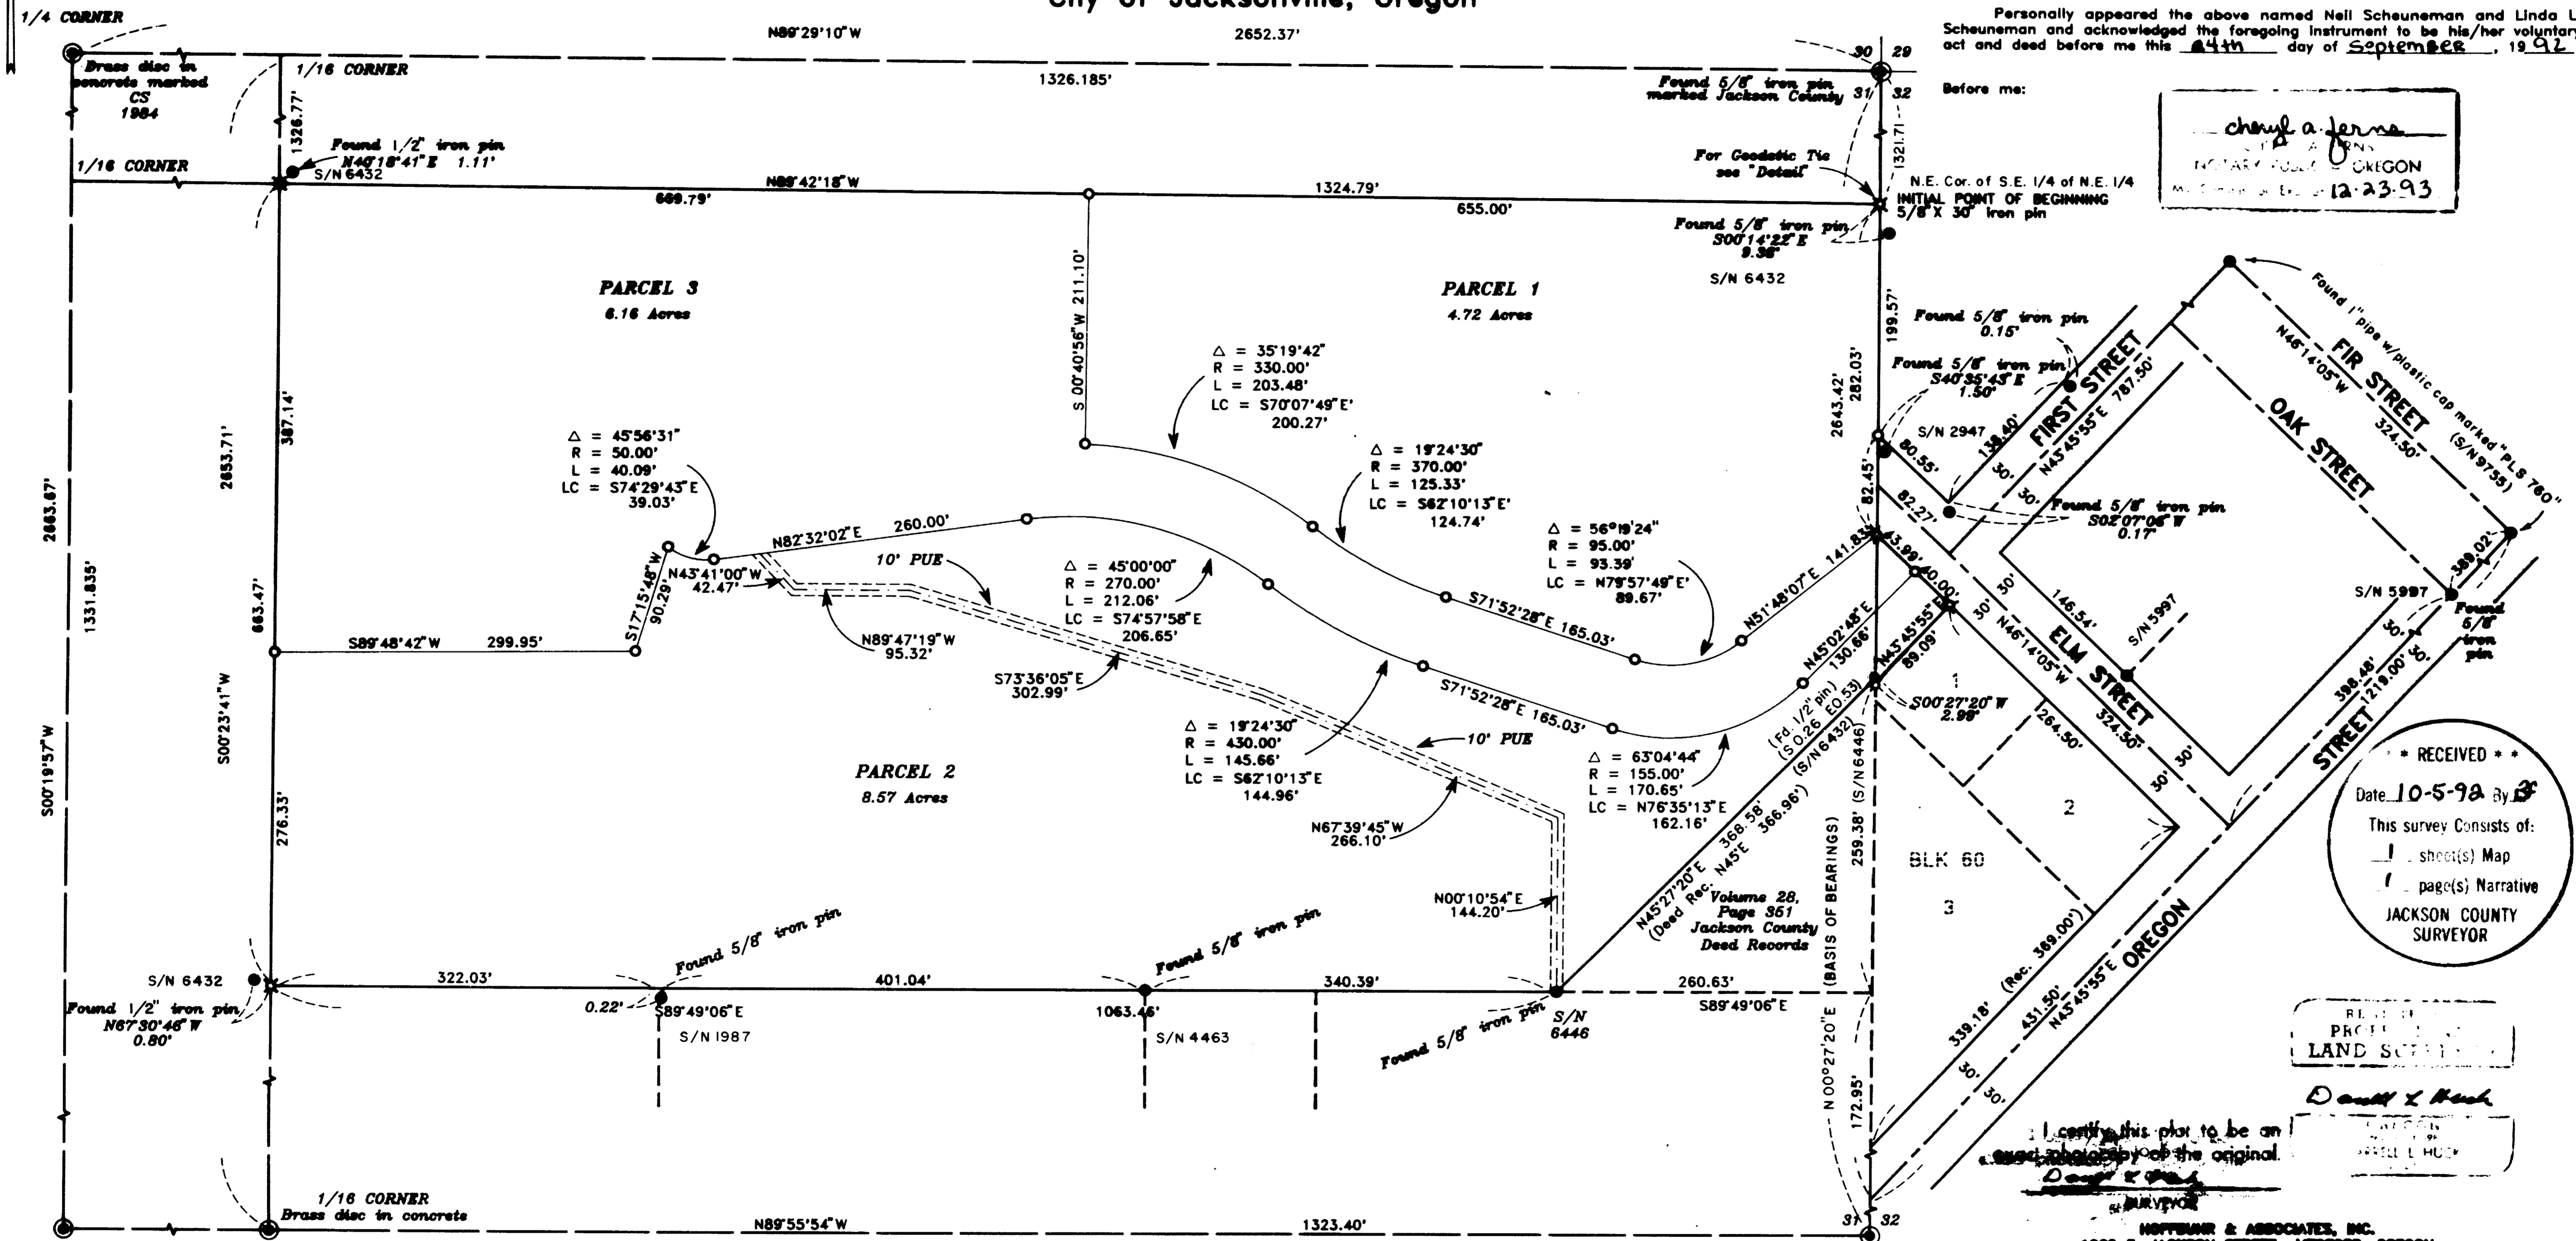 City of Jacksonville, Oregon
Personally appeared the above named Neil Scheuneman and Linda L
Scheuneman and acknowledged the foregoing instrument to be his/her voluntary
act and deed before me this 24th day of September, 1992
Before me:
cheryl a. ferns
NOTARY PUBLIC - OREGON
12-23-93
1/4 CORNER
Brass disc in
concrete marked
CS
1984
N89°29'10"W
2652.37'
1326.185'
1/16 CORNER
1326.77'
Found 1/2" iron pin
N40°18'41"E 1.11'
S/N 6432
1/16 CORNER
Found 5/8" iron pin
marked Jackson County
30
29
31
32
1321.71
For Geodetic Tie
see "Detail"
N.E. Cor. of S.E. 1/4 of N.E. 1/4
INITIAL POINT OF BEGINNING
5/8" X 30" iron pin
N89°42'18"W
1324.79'
669.79'
655.00'
Found 5/8" iron pin
S00°14'22"E
9.36'
S/N 6432
PARCEL 3
6.16 Acres
S 00°40'56"W 211.10'
PARCEL 1
4.72 Acres
199.57'
282.03'
2643.42'
82.45'
Found 5/8" iron pin
0.15'
Found 5/8" iron pin
S40°35'43"E
1.50'
S/N 2947
80.55'
138.40'
FIRST STREET
N43°45'55"E 787.50'
30'
30'
Found 1" pipe w/plastic cap marked "PLS 760"
(S/N9755)
FIR STREET
N46°14'05"W
324.50'
OAK STREET
Found 5/8" iron pin
S02°07'06"W
0.17'
82.27'
43.99'
40.00'
387.14'
2653.71'
663.47'
276.33'
S00°23'41"W
2663.67'
1331.835'
S00°19'57"W
△ = 35°19'42"
R = 330.00'
L = 203.48'
LC = S70°07'49"E'
200.27'
△ = 45°56'31"
R = 50.00'
L = 40.09'
LC = S74°29'43"E
39.03'
△ = 19°24'30"
R = 370.00'
L = 125.33'
LC = S62°10'13"E'
124.74'
△ = 56°19'24"
R = 95.00'
L = 93.39'
LC = N79°57'49"E'
89.67'
N82°32'02"E 260.00'
10' PUE
N43°41'00"W
42.47'
S17°15'48"W
90.29'
△ = 45°00'00"
R = 270.00'
L = 212.06'
LC = S74°57'58"E
206.65'
N89°47'19"W
95.32'
S71°52'28"E 165.03'
N51°48'07"E 141.83'
S89°48'42"W 299.95'
S73°36'05"E
302.99'
S71°52'28"E 165.03'
N45°02'48"E
130.66'
N43°45'55"E
89.09'
S00°27'20"W
2.99'
30'
30'
146.54'
S/N 5997
ELM STREET
N46°14'05"W
324.50'
264.50'
30'
30'
389.02'
S/N 5997
Found
5/8"
iron
pin
30'
30'
398.48'
1219.00'
STREET
PARCEL 2
8.57 Acres
△ = 19°24'30"
R = 430.00'
L = 145.66'
LC = S62°10'13"E
144.96'
10' PUE
△ = 63°04'44"
R = 155.00'
L = 170.65'
LC = N76°35'13"E
162.16'
N67°39'45"W
266.10'
(Fd. 1/2" pin)
(S 0.26 E0.53)
(S/N6432)
N45°27'20"E 368.58'
(Deed Rec. N45°E 366.96')
259.38' (S/N6446)
1
2
BLK 60
3
N00°10'54"E
144.20'
Volume 28,
Page 351
Jackson County
Deed Records
N 00°27'20"E (BASIS OF BEARINGS)
172.95'
S/N 6432
Found 1/2" iron pin
N67°30'46"W
0.80'
322.03'
Found 5/8" iron pin
0.22'
S89°49'06"E
S/N 1987
401.04'
1063.46'
Found 5/8" iron pin
S/N 4463
340.39'
Found 5/8" iron pin
S/N
6446
260.63'
S89°49'06"E
339.18' (Rec. 369.00')
431.50'
N43°45'55"E
OREGON
30'
30'
* * RECEIVED * *
Date 10-5-92 By
This survey Consists of:
1 sheet(s) Map
1 page(s) Narrative
JACKSON COUNTY
SURVEYOR
LAND
I certify this plat to be an
exact photocopy of the original.
SURVEYOR
HOFFBUHR & ASSOCIATES, INC.
1/16 CORNER
Brass disc in concrete
N89°55'54"W
1323.40'
31
32